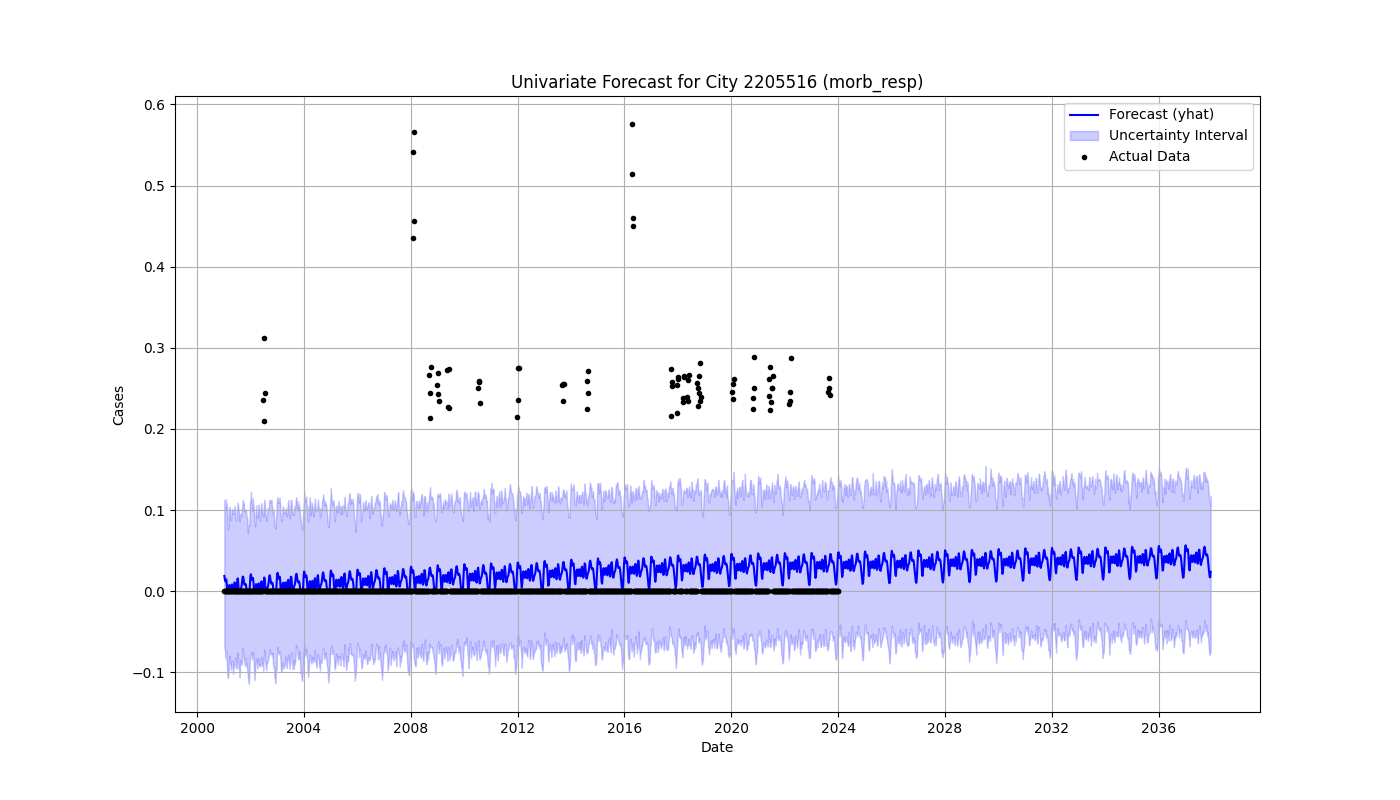 Univariate Forecast for City 2205516 (morb_resp)
Forecast (yhat)
Uncertainty Interval
Actual Data
Cases
0.6
0.5
0.4
0.3
0.2
0.1
0.0
−0.1
2000 2004 2008 2012 2016 2020 2024 2028 2032 2036
Date